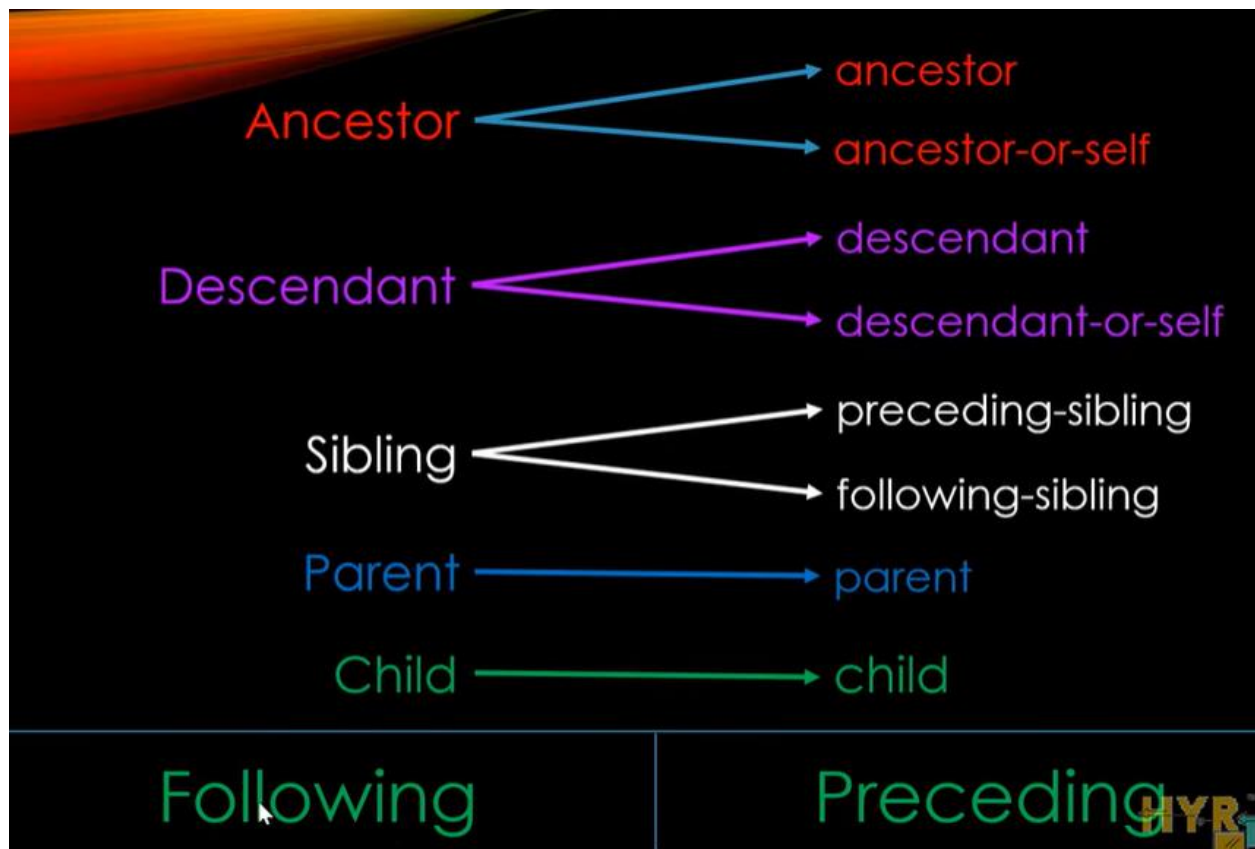 Ancestor
ancestor
ancestor-or-self
Descendant
descendant
descendant-or-self
Sibling
preceding-sibling
following-sibling
Parent
parent
Child
child
Following
Preceding
HYR